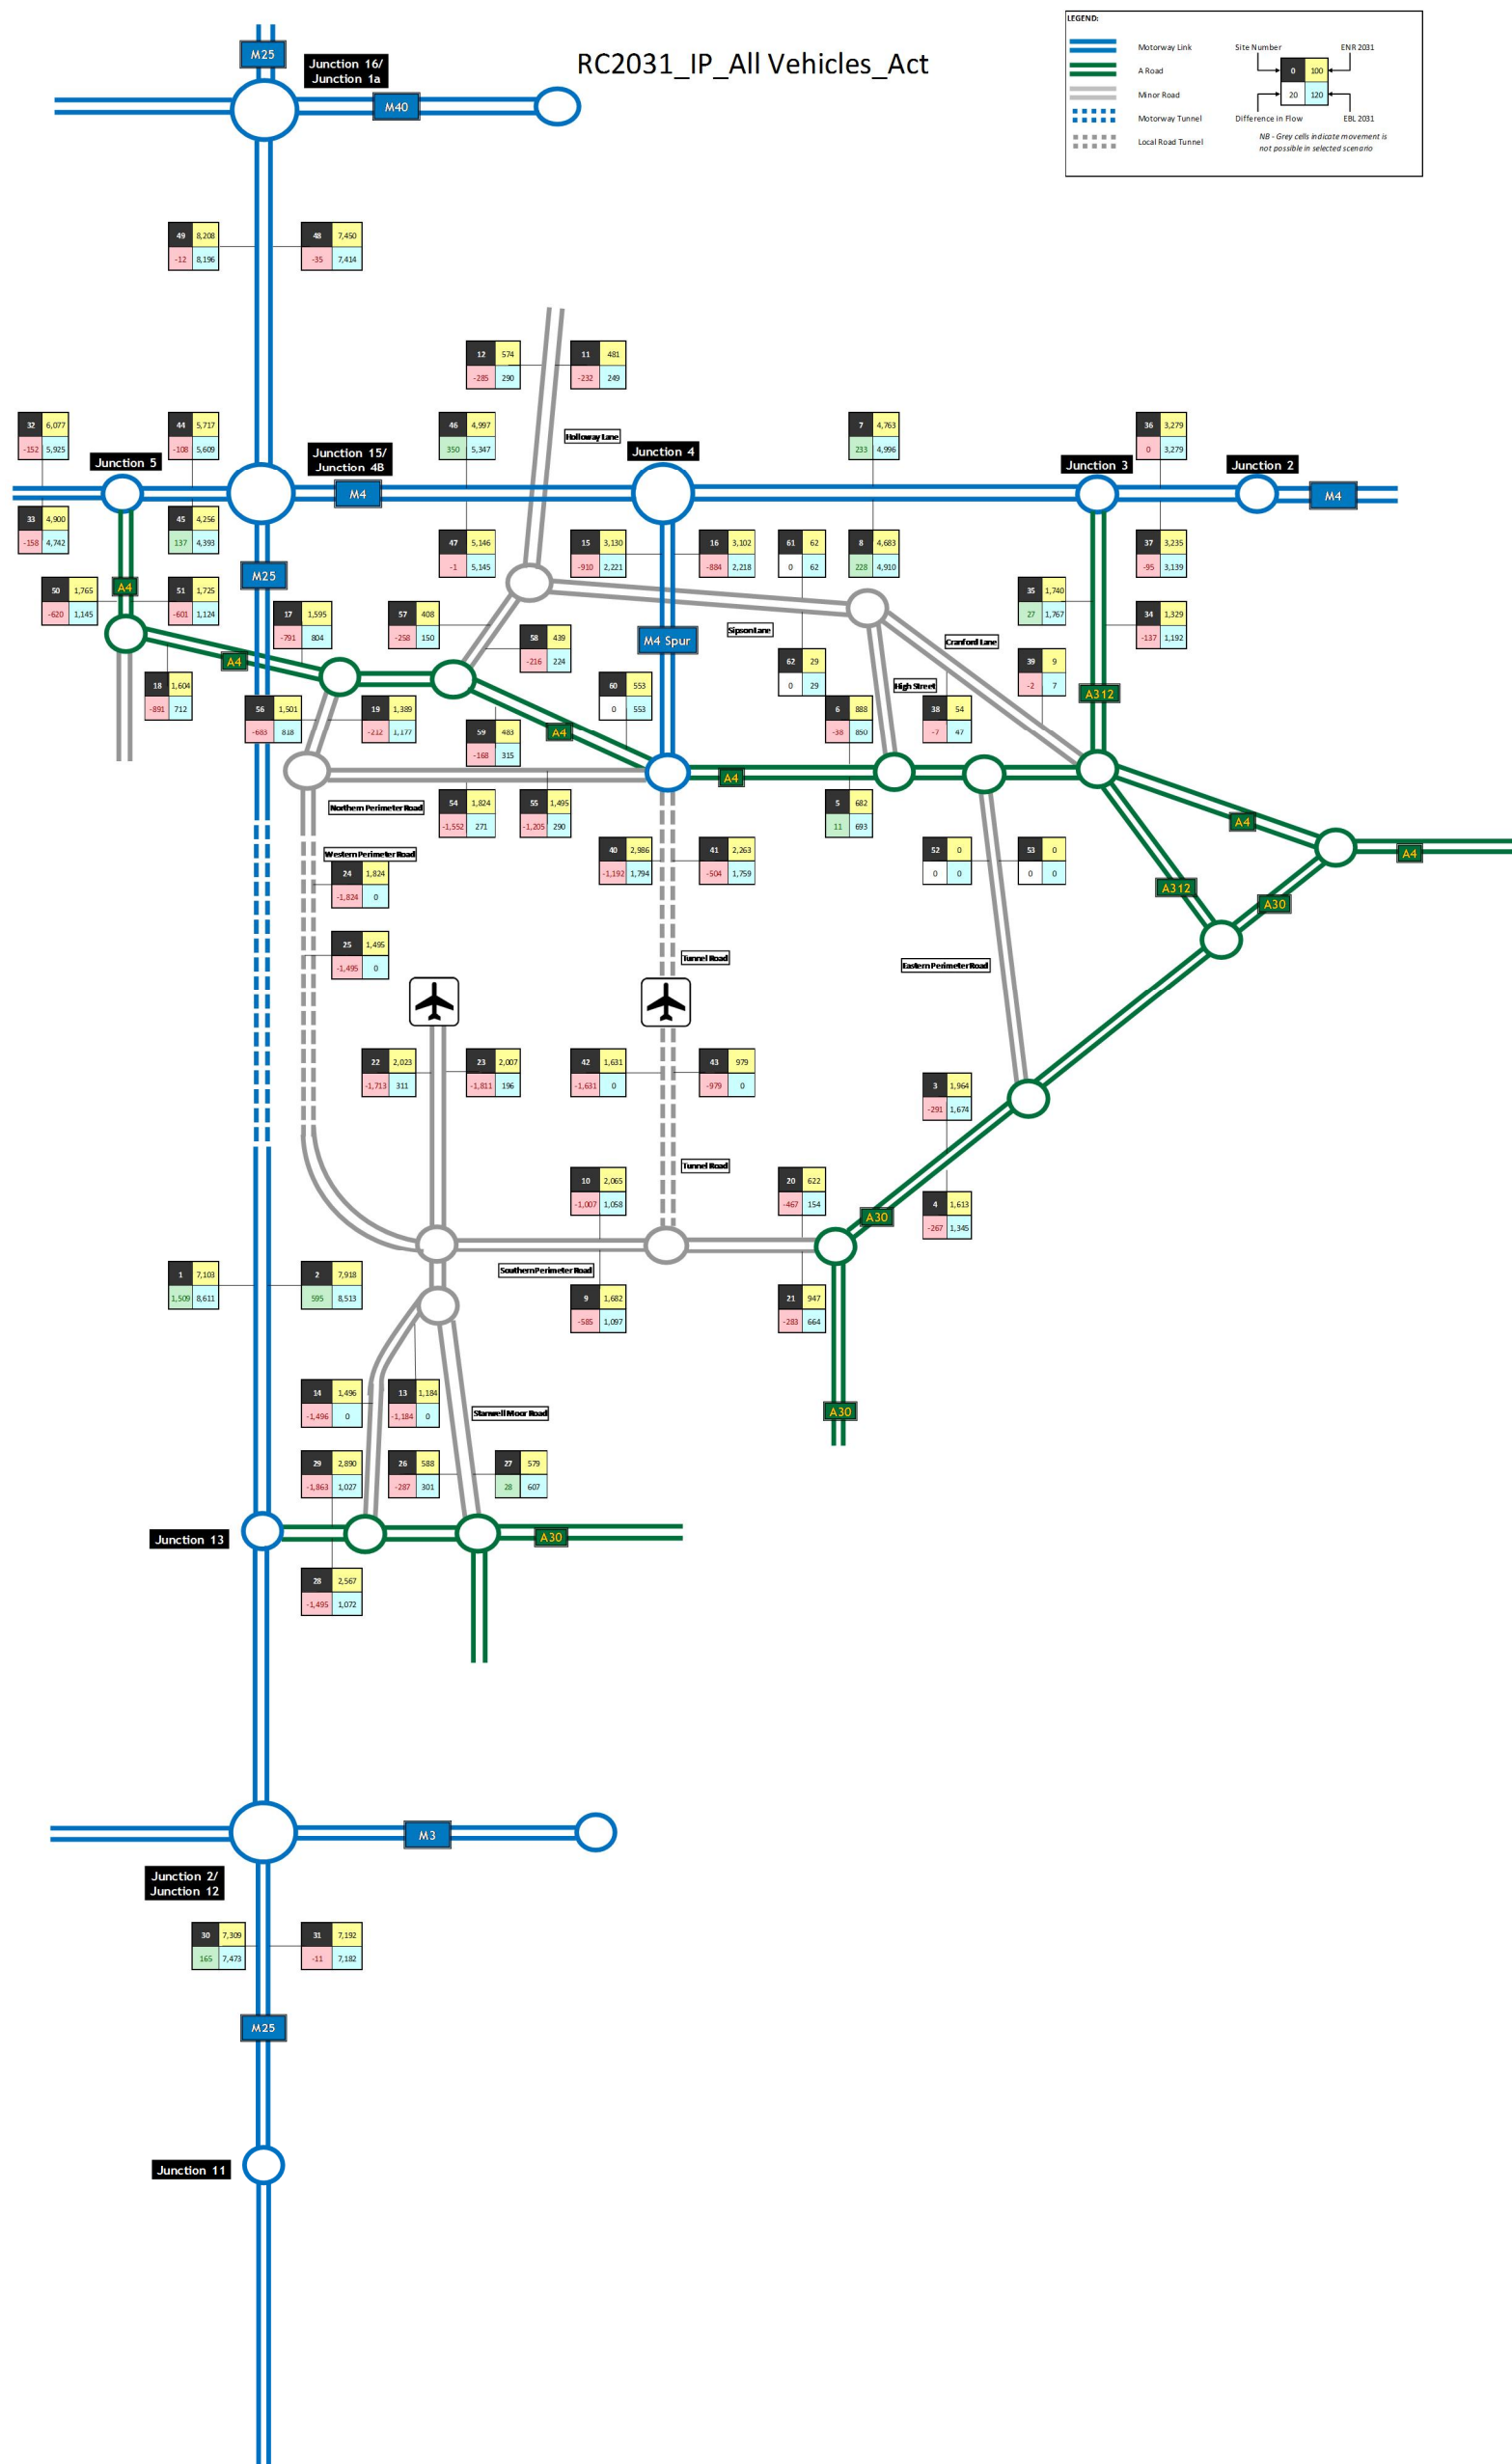 RC2031_IP_All Vehicles_Act
LEGEND:
Motorway Link
A Road
Minor Road
Motorway Tunnel
Local Road Tunnel
Site Number
ENR 2031
0 100
20 120
Difference in Flow
EBL 2031
NB - Grey cells indicate movement is
not possible in selected scenario
M25
Junction 16/
Junction 1a
M40
49 8,208
-12 8,196
48 7,450
-35 7,414
12 574
-285 290
11 481
-232 249
32 6,077
-152 5,925
44 5,717
-108 5,609
46 4,997
350 5,347
Holloway Lane
7 4,763
233 4,996
36 3,279
0 3,279
Junction 5
Junction 15/
Junction 4B
Junction 4
Junction 3
Junction 2
M4
M4
33 4,900
-158 4,742
45 4,256
137 4,393
47 5,146
-1 5,145
15 3,130
-910 2,221
16 3,102
-884 2,218
61 62
0 62
8 4,683
228 4,910
37 3,235
-95 3,139
M25
A4
50 1,765
-620 1,145
51 1,725
-601 1,124
17 1,595
-791 804
57 408
-258 150
58 439
-216 224
M4 Spur
Sipson Lane
Cranford Lane
35 1,740
27 1,767
34 1,329
-137 1,192
A4
18 1,604
-891 712
62 29
0 29
High Street
39 9
-2 7
A312
56 1,501
-683 818
19 1,389
-212 1,177
60 553
0 553
6 888
-38 850
38 54
-7 47
59 483
-168 315
A4
A4
Northern Perimeter Road
54 1,824
-1,552 271
55 1,495
-1,205 290
5 682
11 693
A4
A4
Western Perimeter Road
24 1,824
-1,824 0
40 2,986
-1,192 1,794
41 2,263
-504 1,759
52 0
0 0
53 0
0 0
A312
A30
25 1,495
-1,495 0
Tunnel Road
Eastern Perimeter Road
22 2,023
-1,713 311
23 2,007
-1,811 196
42 1,631
-1,631 0
43 979
-979 0
3 1,964
-291 1,674
Tunnel Road
10 2,065
-1,007 1,058
20 622
-467 154
A30
4 1,613
-267 1,345
1 7,103
1,509 8,611
2 7,918
595 8,513
Southern Perimeter Road
9 1,682
-585 1,097
21 947
-283 664
14 1,496
-1,496 0
13 1,184
-1,184 0
Stanwell Moor Road
A30
29 2,890
-1,863 1,027
26 588
-287 301
27 579
28 607
Junction 13
A30
28 2,567
-1,495 1,072
M3
Junction 2/
Junction 12
30 7,309
165 7,473
31 7,192
-11 7,182
M25
Junction 11